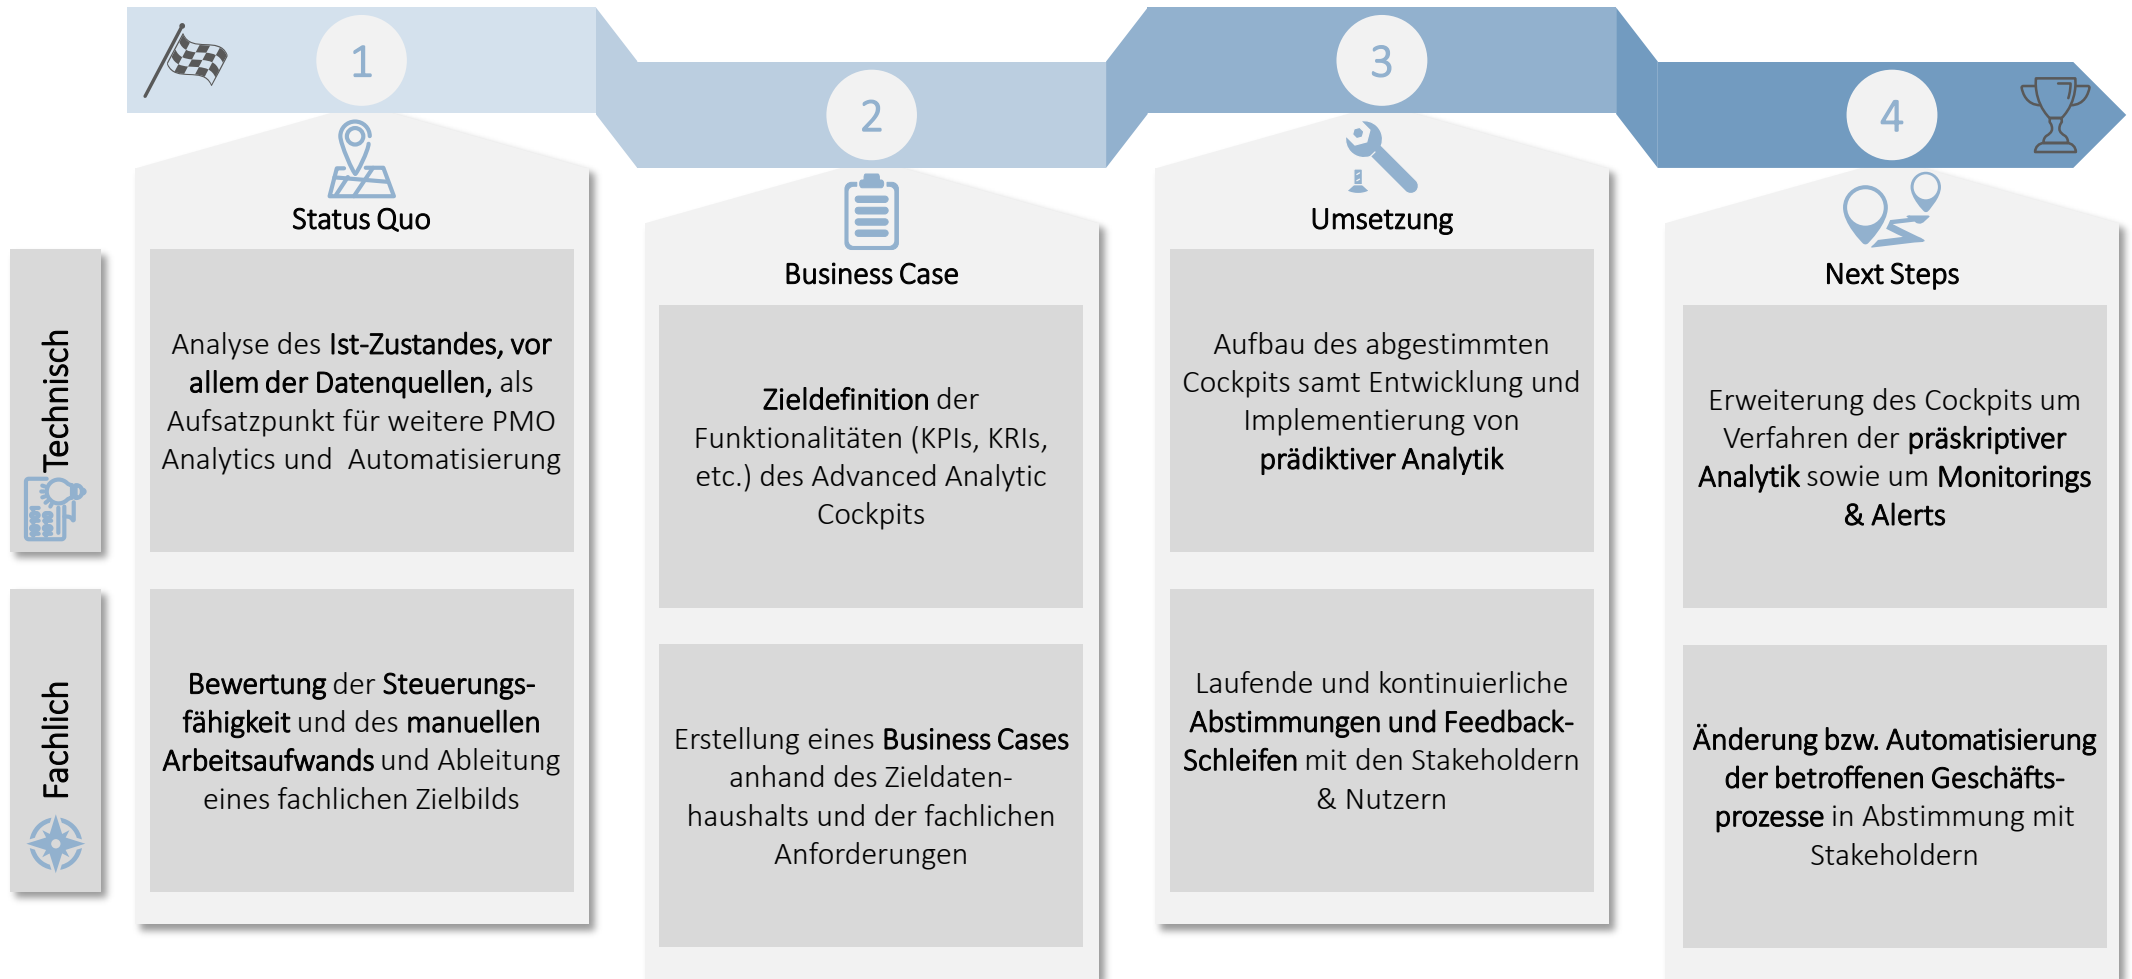 1
2
3
4
Status Quo
Business Case
Umsetzung
Next Steps
Technisch
Analyse des Ist-Zustandes, vor
allem der Datenquellen, als
Aufsatzpunkt für weitere PMO
Analytics und  Automatisierung
Zieldefinition der
Funktionalitäten (KPIs, KRIs,
etc.) des Advanced Analytic
Cockpits
Aufbau des abgestimmten
Cockpits samt Entwicklung und
Implementierung von
prädiktiver Analytik
Erweiterung des Cockpits um
Verfahren der präskriptiver
Analytik sowie um Monitorings
& Alerts
Fachlich
Bewertung der Steuerungs-
fähigkeit und des manuellen
Arbeitsaufwands und Ableitung
eines fachlichen Zielbilds
Erstellung eines Business Cases
anhand des Zieldaten-
haushalts und der fachlichen
Anforderungen
Laufende und kontinuierliche
Abstimmungen und Feedback-
Schleifen mit den Stakeholdern
& Nutzern
Änderung bzw. Automatisierung
der betroffenen Geschäfts-
prozesse in Abstimmung mit
Stakeholdern